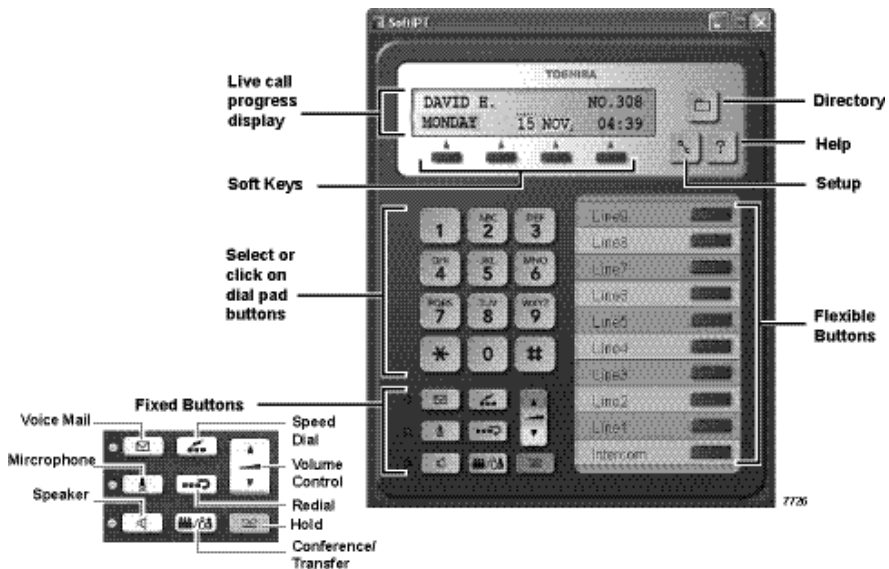 SoftIPT
TOSHIBA
Live call
progress
display
DAVID H. NO.308
MONDAY 15 NOV, 04:39
Directory
Help
Setup
Soft Keys
Select or
click on
dial pad
buttons
1
ABC
2
DEF
3
4
JKL
5
MNO
6
PQRS
7
TUV
8
WXYZ
9
*
0
#
Line9
Line8
Line7
Line6
Line5
Line4
Line3
Line2
Line1
Intercom
Flexible
Buttons
Fixed Buttons
Voice Mail
Mircrophone
Speaker
Speed
Dial
Volume
Control
Redial
Hold
Conference/
Transfer
7726